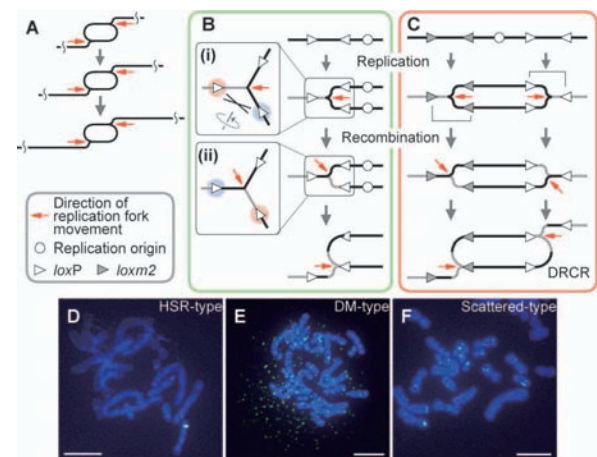 A
B
C
(i)
Replication
Recombination
(ii)
Direction of
replication fork
movement
Replication origin
loxP loxm2
DRCR
D HSR-type
E DM-type
F Scattered-type